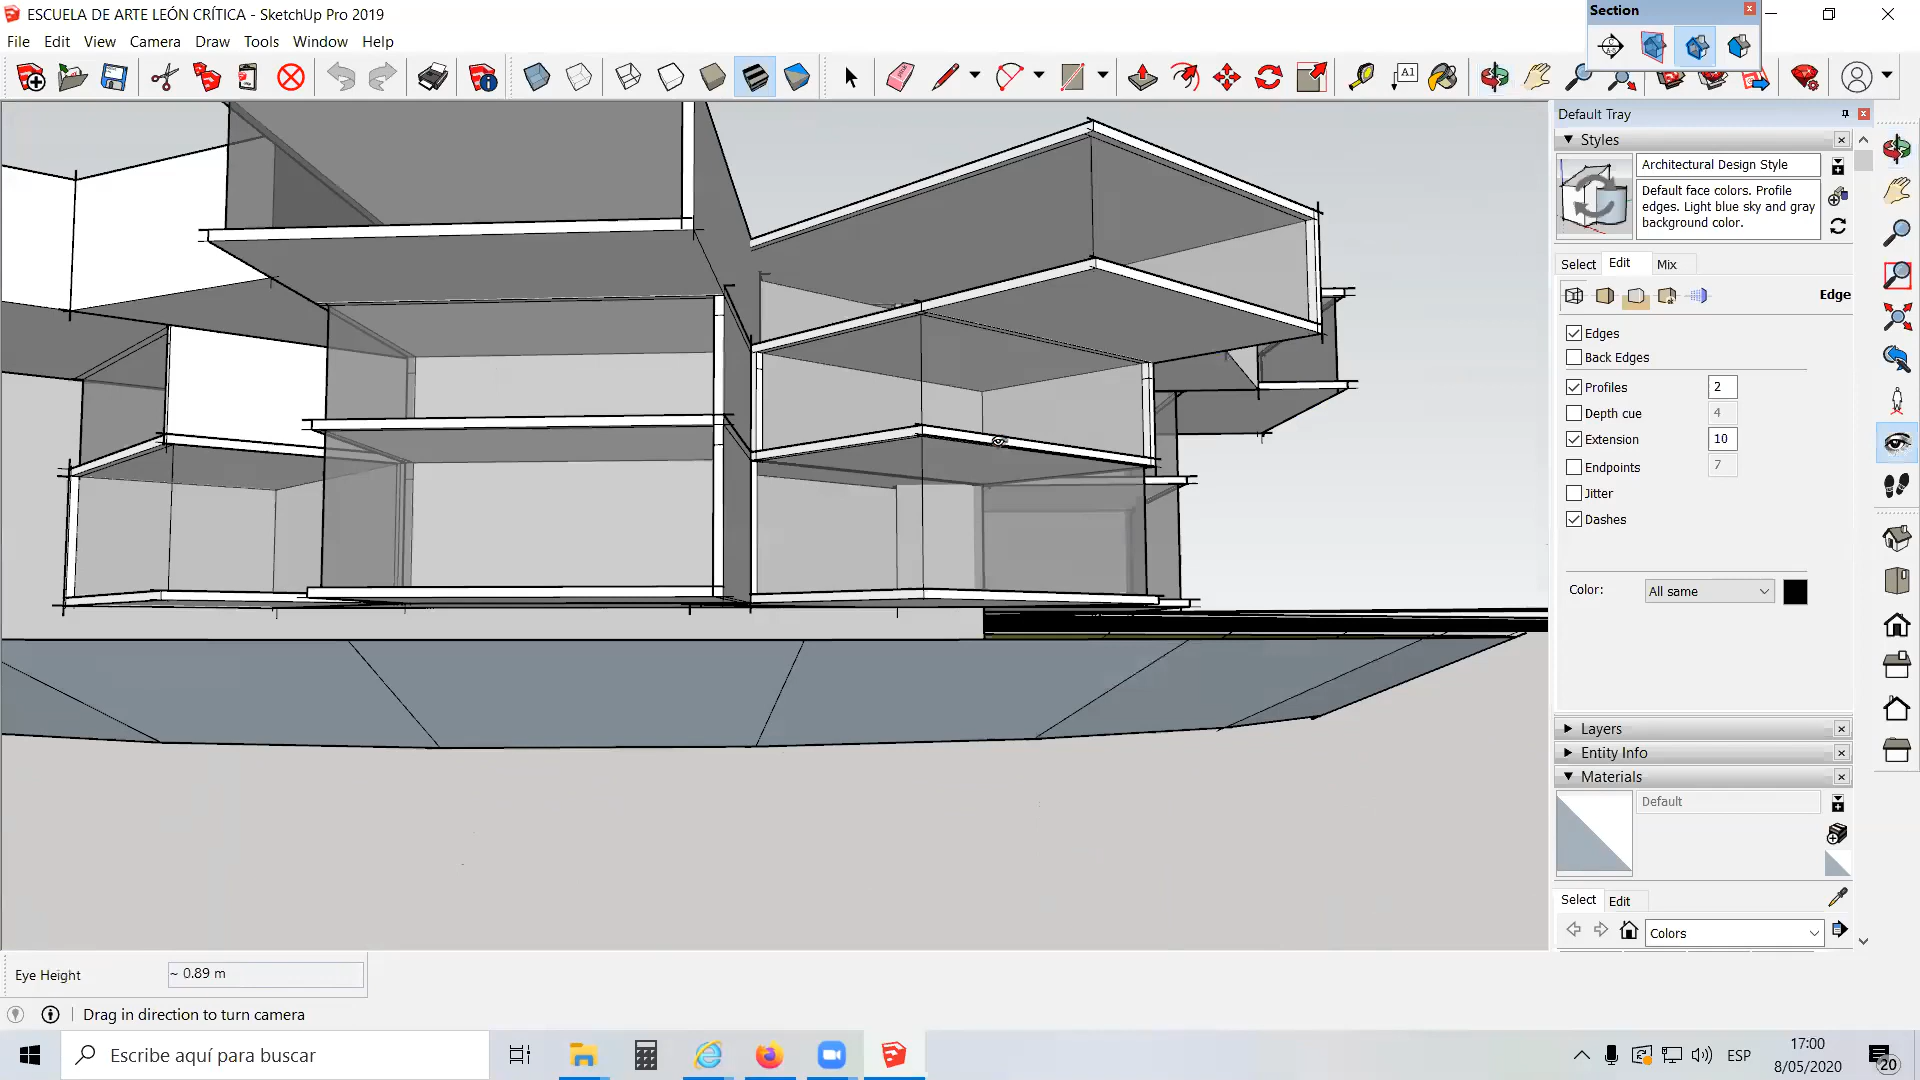 ESCUELA DE ARTE LEÓN CRÍTICA - SketchUp Pro 2019
Section
File Edit View Camera Draw Tools Window Help
A1
Default Tray
Styles
Architectural Design Style
Default face colors. Profile
edges. Light blue sky and gray
background color.
Select Edit Mix
Edge
Edges
Back Edges
Profiles 2
Depth cue 4
Extension 10
Endpoints 7
Jitter
Dashes
Color: All same
Layers
Entity Info
Materials
Default
Select Edit
Colors
Eye Height ~ 0.89 m
Drag in direction to turn camera
Escribe aquí para buscar
ESP
17:00
8/05/2020
20